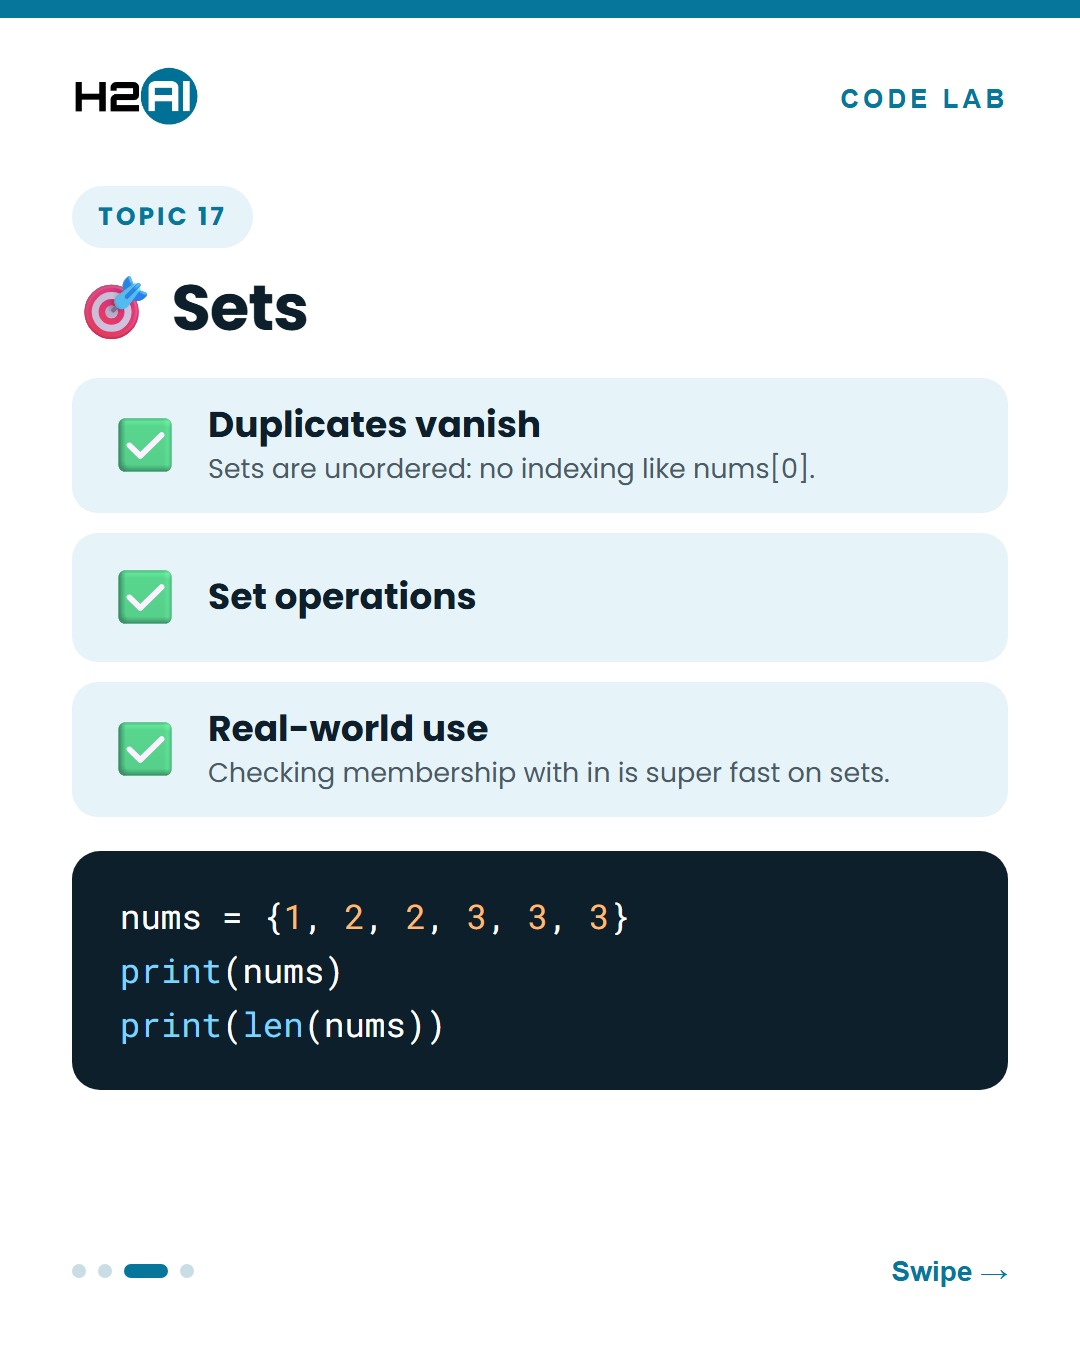 H2AI
CODE LAB
TOPIC 17
Sets
Duplicates vanish
Sets are unordered: no indexing like nums[0].
Set operations
Real-world use
Checking membership with in is super fast on sets.
nums = {1, 2, 2, 3, 3, 3}
print(nums)
print(len(nums))
Swipe →